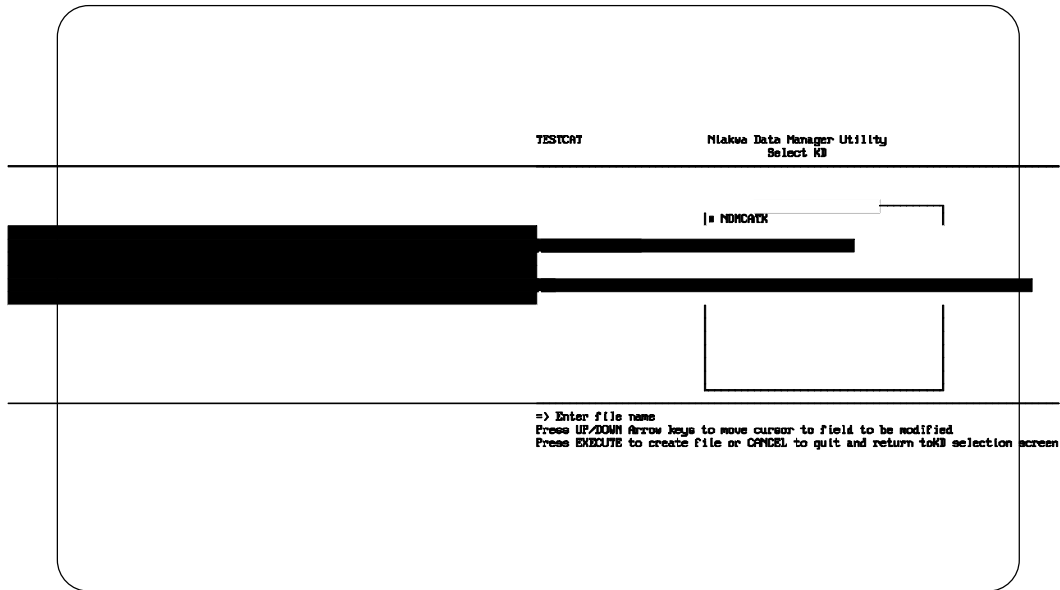 TESTCAT Niakwa Data Manager Utility
Select KD
NDMCATK
=> Enter file name
Press UP/DOWN Arrow keys to move cursor to field to be modified
Press EXECUTE to create file or CANCEL to quit and return toKD selection screen